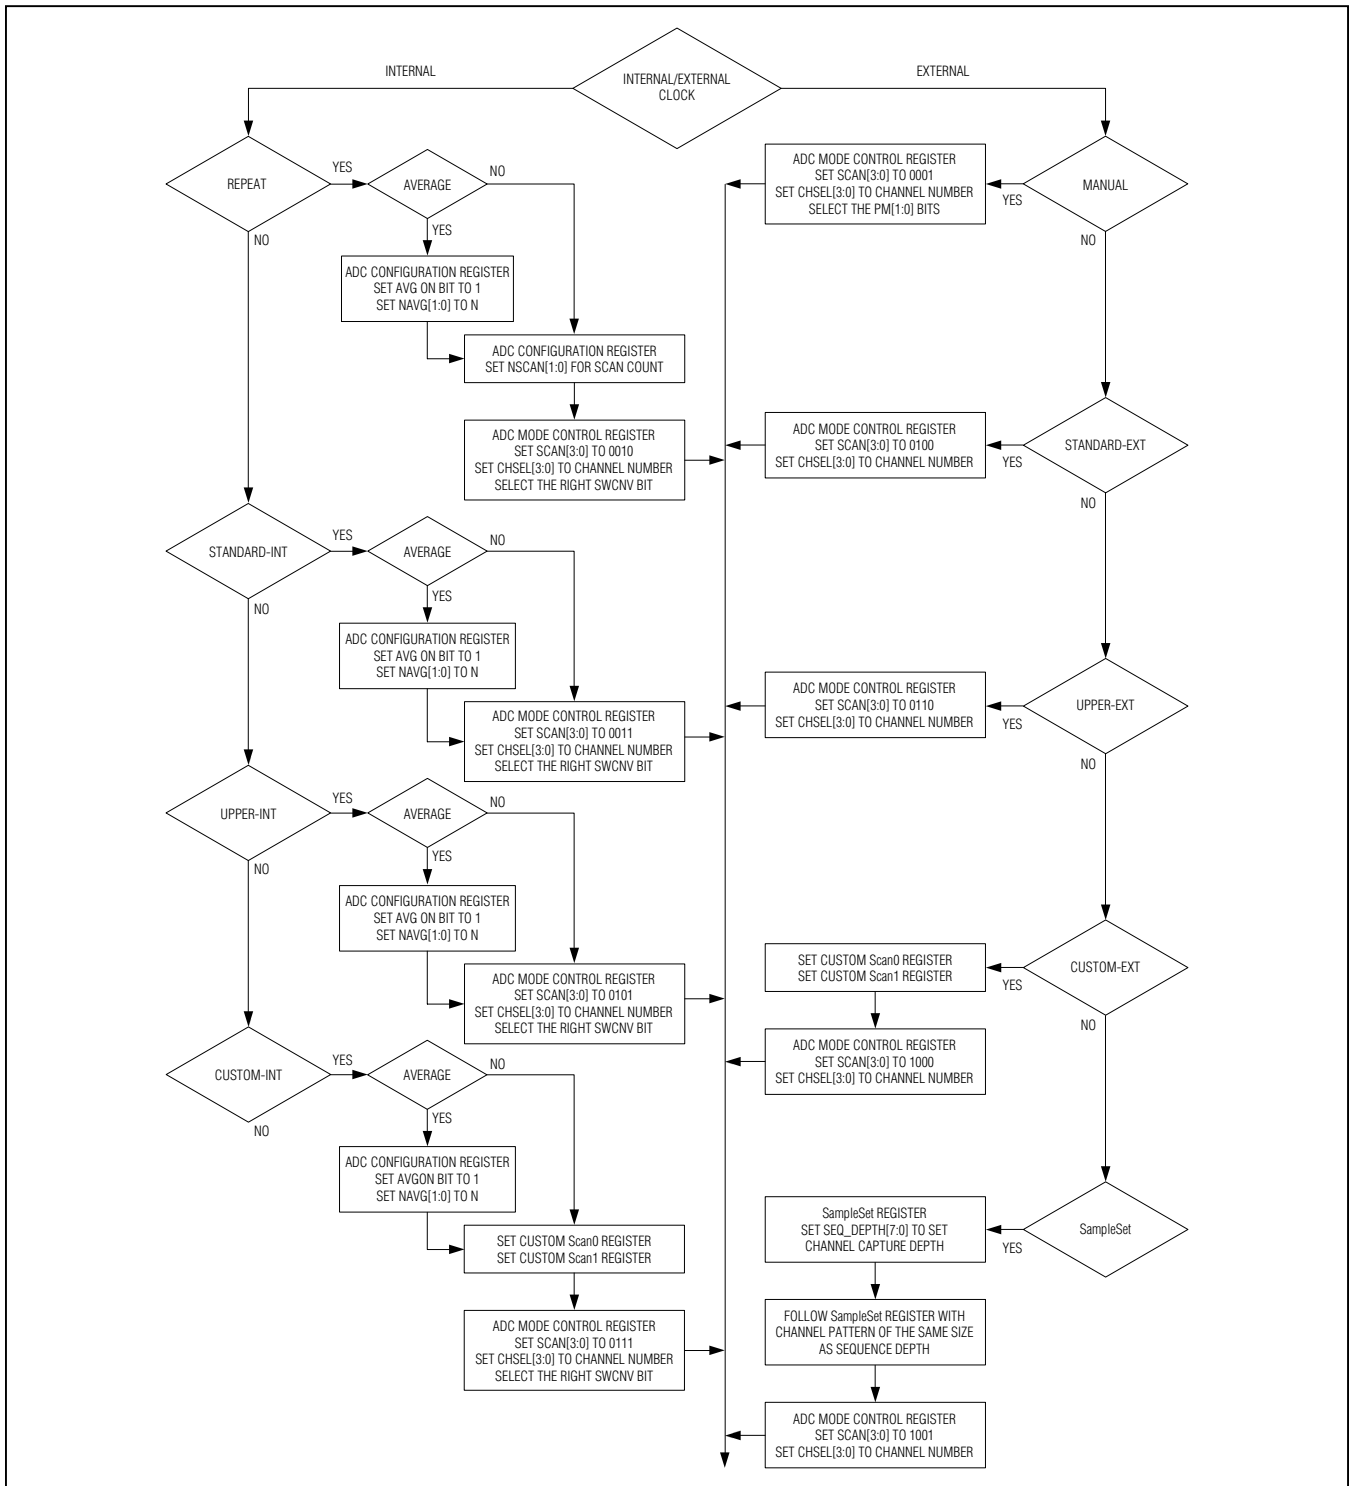 INTERNAL
INTERNAL/EXTERNAL
CLOCK
EXTERNAL
REPEAT
YES
AVERAGE
NO
YES
NO
ADC CONFIGURATION REGISTER
SET AVG ON BIT TO 1
SET NAVG[1:0] TO N
ADC CONFIGURATION REGISTER
SET NSCAN[1:0] FOR SCAN COUNT
ADC MODE CONTROL REGISTER
SET SCAN[3:0] TO 0010
SET CHSEL[3:0] TO CHANNEL NUMBER
SELECT THE RIGHT SWCNV BIT
STANDARD-INT
YES
AVERAGE
NO
YES
NO
ADC CONFIGURATION REGISTER
SET AVG ON BIT TO 1
SET NAVG[1:0] TO N
ADC MODE CONTROL REGISTER
SET SCAN[3:0] TO 0011
SET CHSEL[3:0] TO CHANNEL NUMBER
SELECT THE RIGHT SWCNV BIT
UPPER-INT
YES
AVERAGE
NO
YES
NO
ADC CONFIGURATION REGISTER
SET AVG ON BIT TO 1
SET NAVG[1:0] TO N
ADC MODE CONTROL REGISTER
SET SCAN[3:0] TO 0101
SET CHSEL[3:0] TO CHANNEL NUMBER
SELECT THE RIGHT SWCNV BIT
CUSTOM-INT
YES
AVERAGE
NO
YES
NO
ADC CONFIGURATION REGISTER
SET AVGON BIT TO 1
SET NAVG[1:0] TO N
SET CUSTOM Scan0 REGISTER
SET CUSTOM Scan1 REGISTER
ADC MODE CONTROL REGISTER
SET SCAN[3:0] TO 0111
SET CHSEL[3:0] TO CHANNEL NUMBER
SELECT THE RIGHT SWCNV BIT
ADC MODE CONTROL REGISTER
SET SCAN[3:0] TO 0001
SET CHSEL[3:0] TO CHANNEL NUMBER
SELECT THE PM[1:0] BITS
YES
MANUAL
NO
ADC MODE CONTROL REGISTER
SET SCAN[3:0] TO 0100
SET CHSEL[3:0] TO CHANNEL NUMBER
YES
STANDARD-EXT
NO
ADC MODE CONTROL REGISTER
SET SCAN[3:0] TO 0110
SET CHSEL[3:0] TO CHANNEL NUMBER
YES
UPPER-EXT
NO
SET CUSTOM Scan0 REGISTER
SET CUSTOM Scan1 REGISTER
YES
CUSTOM-EXT
NO
ADC MODE CONTROL REGISTER
SET SCAN[3:0] TO 1000
SET CHSEL[3:0] TO CHANNEL NUMBER
SampleSet REGISTER
SET SEQ_DEPTH[7:0] TO SET
CHANNEL CAPTURE DEPTH
YES
SampleSet
FOLLOW SampleSet REGISTER WITH
CHANNEL PATTERN OF THE SAME SIZE
AS SEQUENCE DEPTH
ADC MODE CONTROL REGISTER
SET SCAN[3:0] TO 1001
SET CHSEL[3:0] TO CHANNEL NUMBER